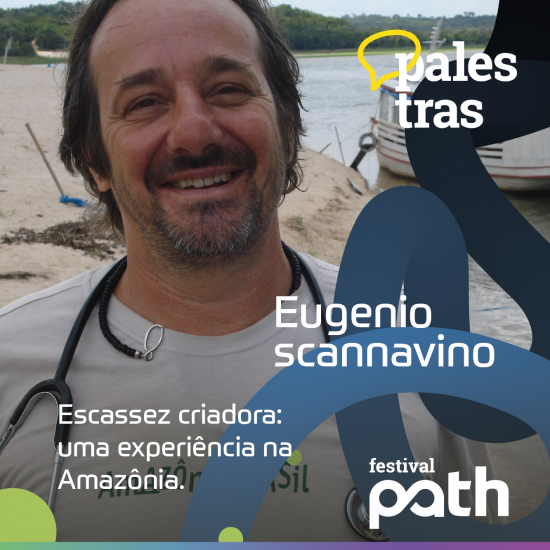 pales
tras
Eugenio
scannavino
Escassez criadora:
uma experiência na
Amazônia.
festival
path